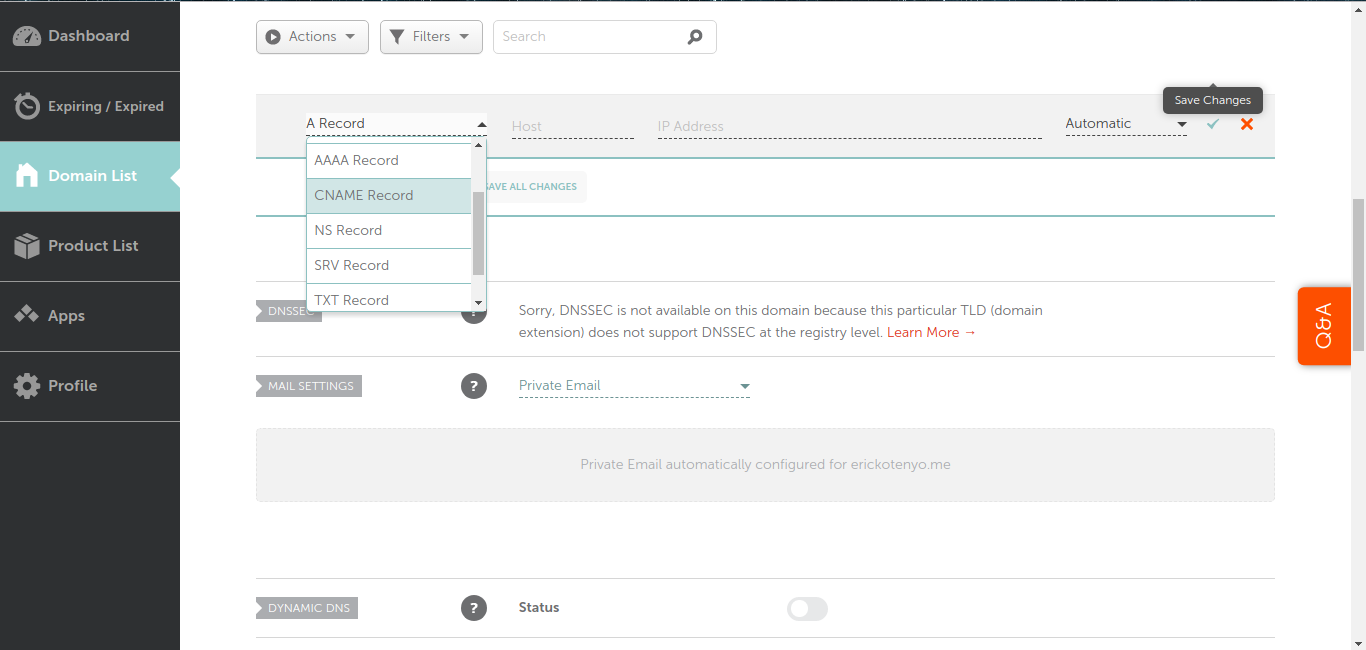 Dashboard
Expiring / Expired
Domain List
Product List
Apps
Profile
Actions
Filters
Search
Save Changes
A Record
Host
IP Address
Automatic
AAAA Record
CNAME Record
NS Record
SRV Record
TXT Record
SAVE ALL CHANGES
DNSSEC
?
Sorry, DNSSEC is not available on this domain because this particular TLD (domain
extension) does not support DNSSEC at the registry level. Learn More →
MAIL SETTINGS
?
Private Email
Private Email automatically configured for erickotenyo.me
DYNAMIC DNS
?
Status
Q&A